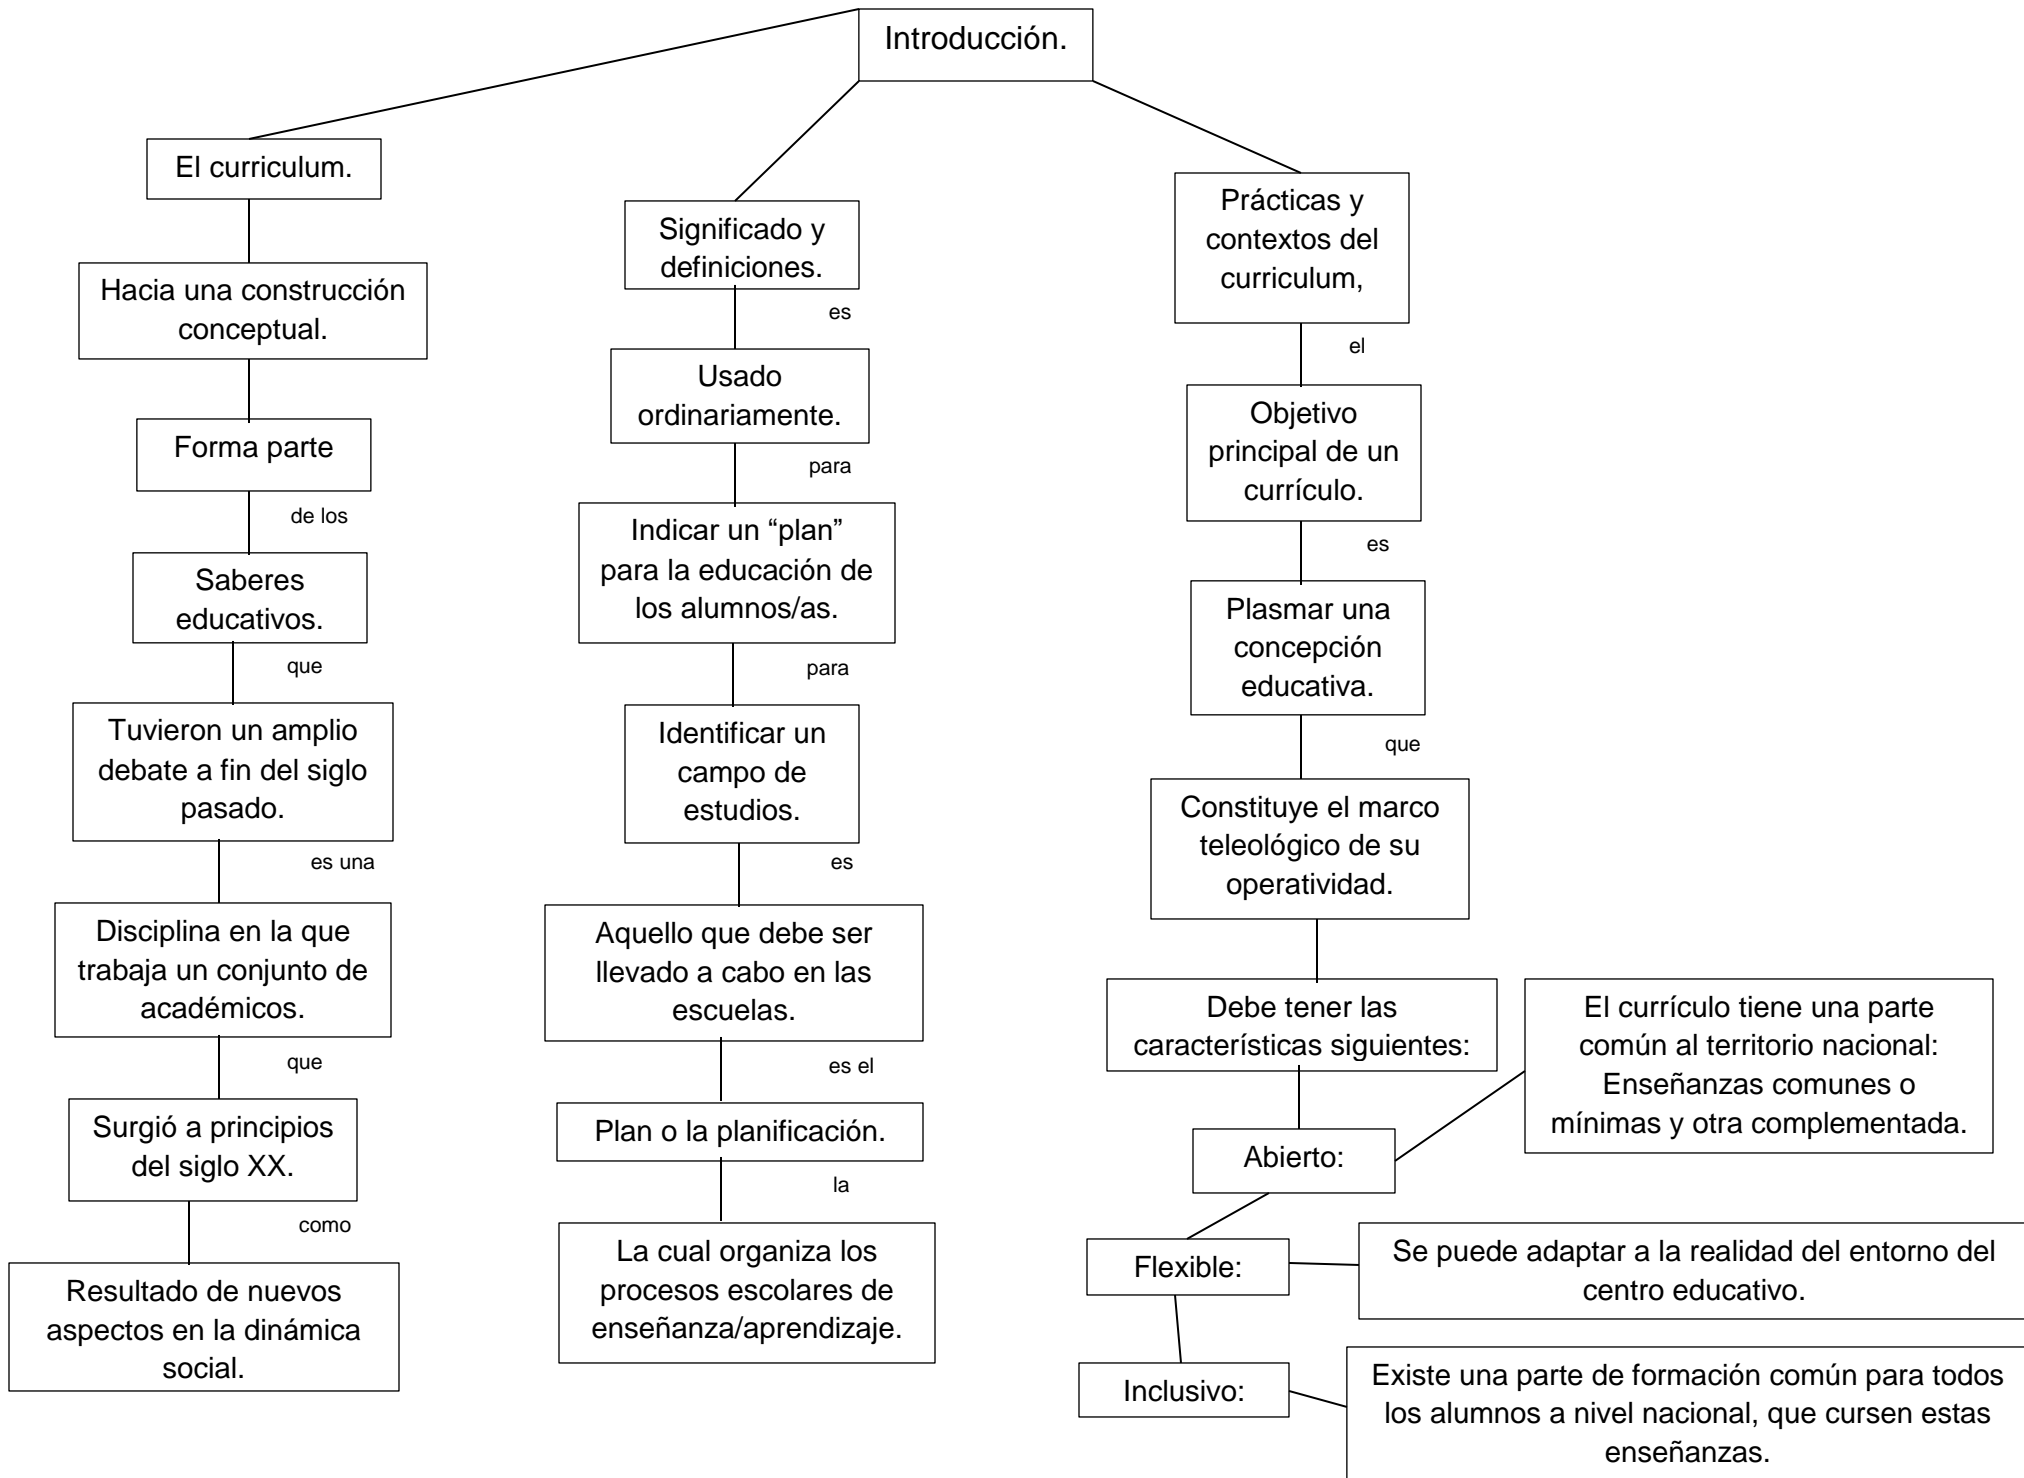 Introducción.
El curriculum.
Hacia una construcción
conceptual.
Forma parte
de los
Saberes
educativos.
que
Tuvieron un amplio
debate a fin del siglo
pasado.
es una
Disciplina en la que
trabaja un conjunto de
académicos.
que
Surgió a principios
del siglo XX.
como
Resultado de nuevos
aspectos en la dinámica
social.
Significado y
definiciones.
es
Usado
ordinariamente.
para
Indicar un “plan”
para la educación de
los alumnos/as.
para
Identificar un
campo de
estudios.
es
Aquello que debe ser
llevado a cabo en las
escuelas.
es el
Plan o la planificación.
la
La cual organiza los
procesos escolares de
enseñanza/aprendizaje.
Prácticas y
contextos del
curriculum,
el
Objetivo
principal de un
currículo.
es
Plasmar una
concepción
educativa.
que
Constituye el marco
teleológico de su
operatividad.
Debe tener las
características siguientes:
Abierto:
El currículo tiene una parte
común al territorio nacional:
Enseñanzas comunes o
mínimas y otra complementada.
Flexible:
Se puede adaptar a la realidad del entorno del
centro educativo.
Inclusivo:
Existe una parte de formación común para todos
los alumnos a nivel nacional, que cursen estas
enseñanzas.